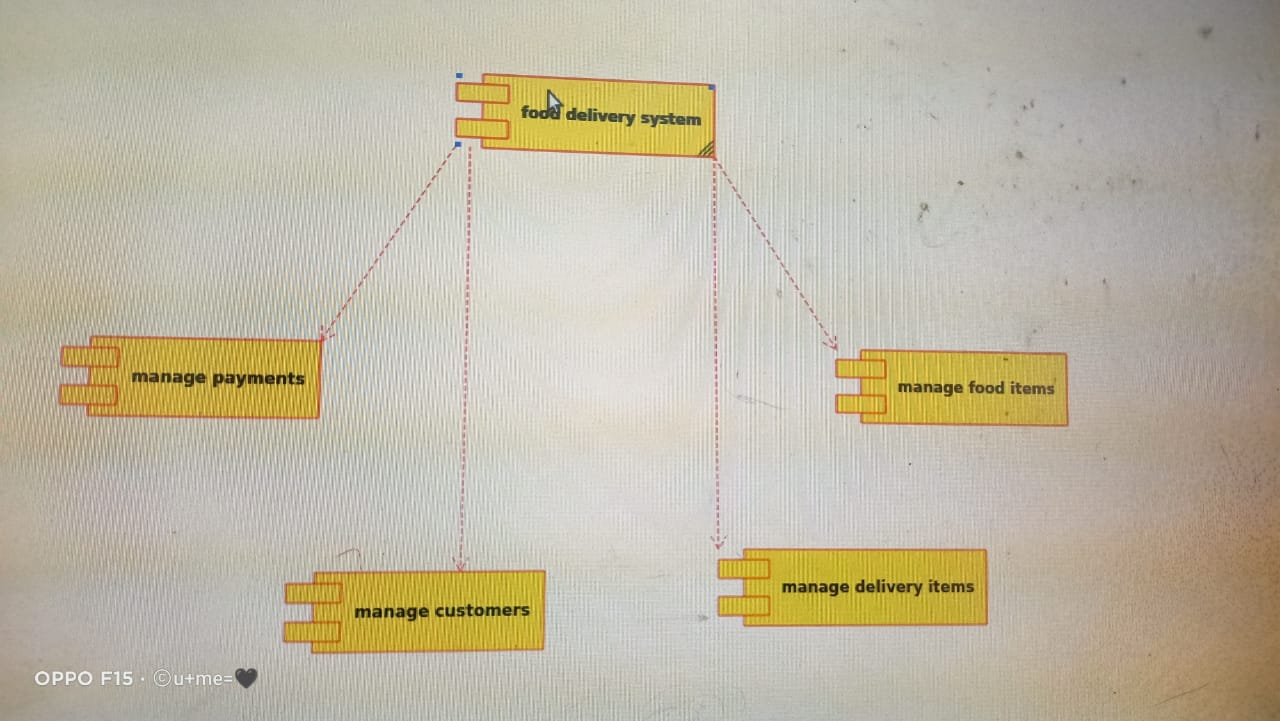 food delivery system
manage payments
manage food items
manage customers
manage delivery items
OPPO F15 · ©u+me=🖤